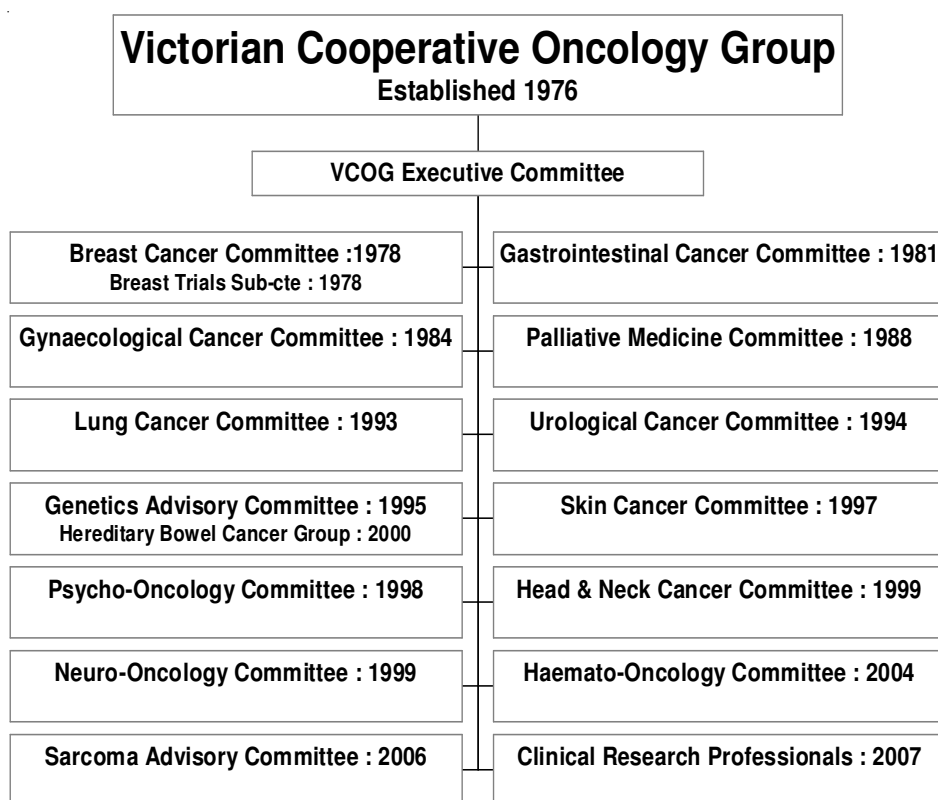 Victorian Cooperative Oncology Group
Established 1976
VCOG Executive Committee
Breast Cancer Committee :1978
Breast Trials Sub-cte : 1978
Gastrointestinal Cancer Committee : 1981
Gynaecological Cancer Committee : 1984
Palliative Medicine Committee : 1988
Lung Cancer Committee : 1993
Urological Cancer Committee : 1994
Genetics Advisory Committee : 1995
Hereditary Bowel Cancer Group : 2000
Skin Cancer Committee : 1997
Psycho-Oncology Committee : 1998
Head & Neck Cancer Committee : 1999
Neuro-Oncology Committee : 1999
Haemato-Oncology Committee : 2004
Sarcoma Advisory Committee : 2006
Clinical Research Professionals : 2007